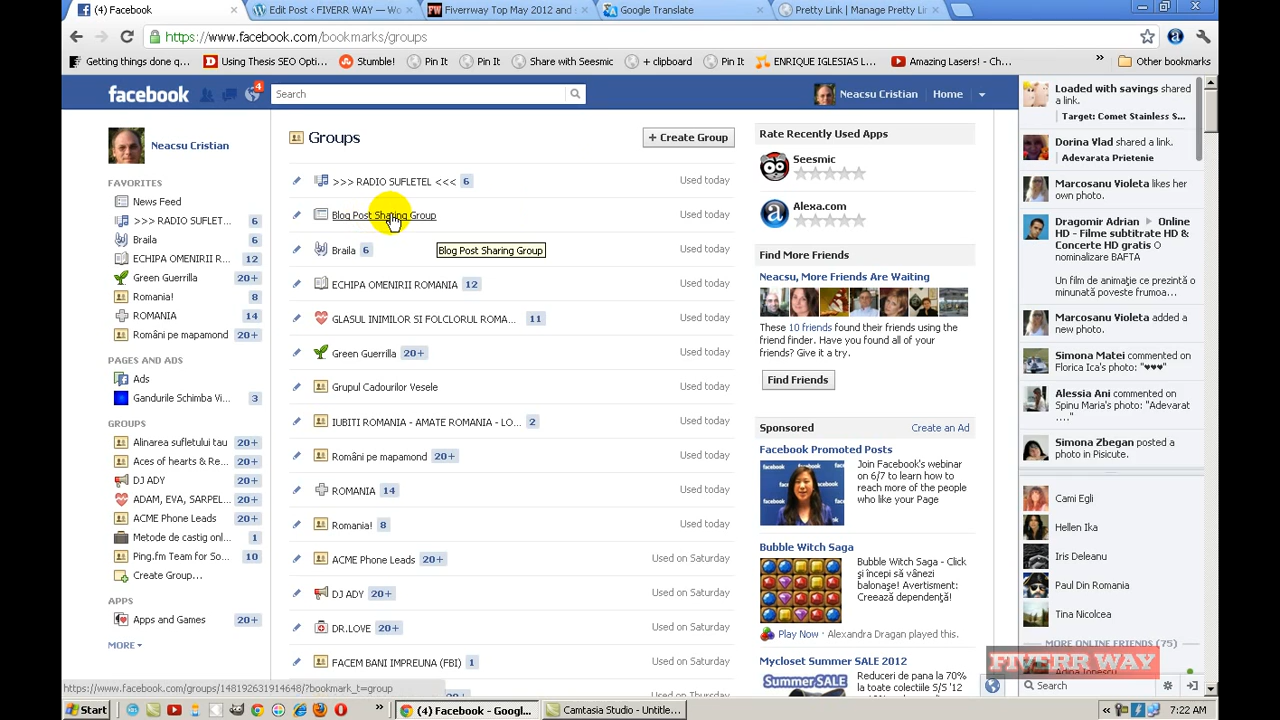 (4) Facebook
Edit Post ‹ FIVERR WAY — Wo
Fiverrway Top May 2012 and
Google Translate
Pretty Link | Manage Pretty Lin
https://www.facebook.com/bookmarks/groups
Getting things done q...
Using Thesis SEO Opti...
Stumble!
Pin It
Pin It
Share with Seesmic
+ compward
Pin It
ENRIQUE IGLESIAS L...
Amazing Lasers! - Ch...
»
Other bookmarks
facebook
4
Search
Neacsu Cristian
Home
Neacsu Cristian
FAVORITES
News Feed
>>> RADIO SUFLET... 6
Braila 6
ECHIPA OMENIRII R... 12
Green Guerrilla 20+
Romania! 8
ROMANIA 14
Români pe mapamond 20+
PAGES AND ADS
Ads
Gandurile Schimba Vi... 3
GROUPS
Alinarea sufletului tau 20+
Aces of hearts & Re... 20+
DJ ADY 20+
ADAM, EVA, SARPEL... 20+
ACME Phone Leads 20+
Metode de castig onl... 1
Ping.fm Team for So... 10
Create Group...
APPS
Apps and Games 20+
MORE
Groups
+ Create Group
>>> RADIO SUFLETEL <<< 6 Used today
Blog Post Sharing Group Used today
Braila 6 Used today
Blog Post Sharing Group
ECHIPA OMENIRII ROMANIA 12 Used today
GLASUL INIMILOR SI FOLCLORUL ROMA... 11 Used today
Green Guerrilla 20+ Used today
Grupul Cadourilor Vesele Used today
IUBITI ROMANIA - AMATE ROMANIA - LO... 2 Used today
Români pe mapamond 20+ Used today
ROMANIA 14 Used today
Romania! 8 Used today
ACME Phone Leads 20+ Used on Saturday
DJ ADY 20+ Used on Saturday
DR.LOVE 20+ Used on Saturday
FACEM BANI IMPREUNA (FBI) 1 Used on Saturday
Used on Thursday
Rate Recently Used Apps
Seesmic
Alexa.com
Find More Friends
Neacsu, More Friends Are Waiting
These 10 friends found their friends using the
friend finder. Have you found all of your
friends? Give it a try.
Find Friends
Sponsored
Create an Ad
Facebook Promoted Posts
Join Facebook's webinar
on 6/7 to learn how to
reach more of the people
who like your Page
facebook
Bubble Witch Saga
Bubble Witch Saga - Click
şi începi să vânezi
balonaşe! Avertisment:
Creează dependenţă!
Play Now · Alexandra Dragan played this.
Mycloset Summer SALE 2012
Summer
SALE
Reduceri de pana la 70%
la toate colectiile S/S '12
Loaded with savings shared
a link.
Target: Comet Stainless S...
Dorina Vlad shared a link.
Adevarata Prietenie
Marcosanu Violeta likes her
own photo.
Dragomir Adrian ▸ Online
HD - Filme subtitrate HD &
Concerte HD gratis
nominalizare BAFTA
Un film de animaţie ce prezintă o
minunată poveste frumoa...
Marcosanu Violeta added a
new photo.
Simona Matei commented on
Florica Ica's photo: "♥♥♥"
Alessia Ani commented on
Spinu Maria's photo: "Adevarat
...."
Simona Zbegan posted a
photo in Pisicute.
Cami Egli
Hellen Ika
Iris Deleanu
Paul Din Romania
Tina Nicolcea
MORE ONLINE FRIENDS (75)
FIVERR WAY
Search
https://www.facebook.com/groups/148192631914648/?bookmark_t=group
Start
»
(4) Facebook - Googl...
Camtasia Studio - Untitle...
7:22 AM